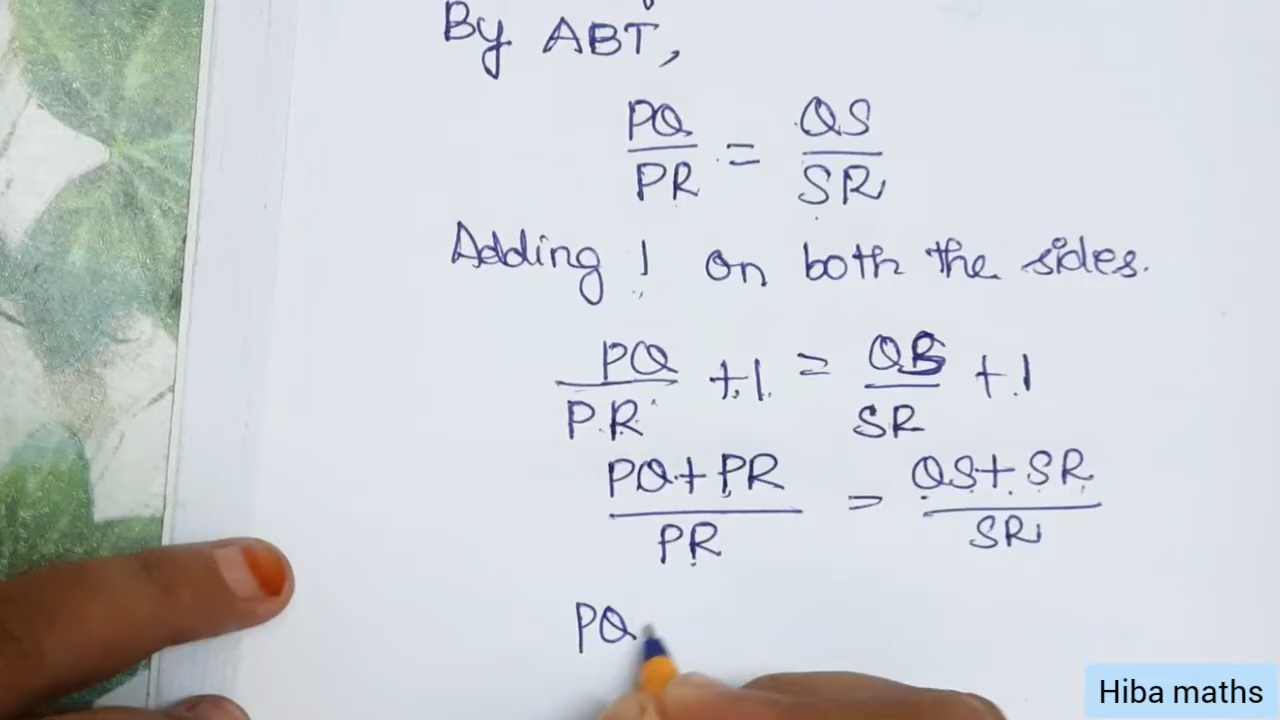 By ABT,
PQ/PR = QS/SR
Adding 1 on both the sides.
PQ/PR + 1 = QS/SR + 1
PQ + PR/PR = QS + SR/SR
PQ
Hiba maths